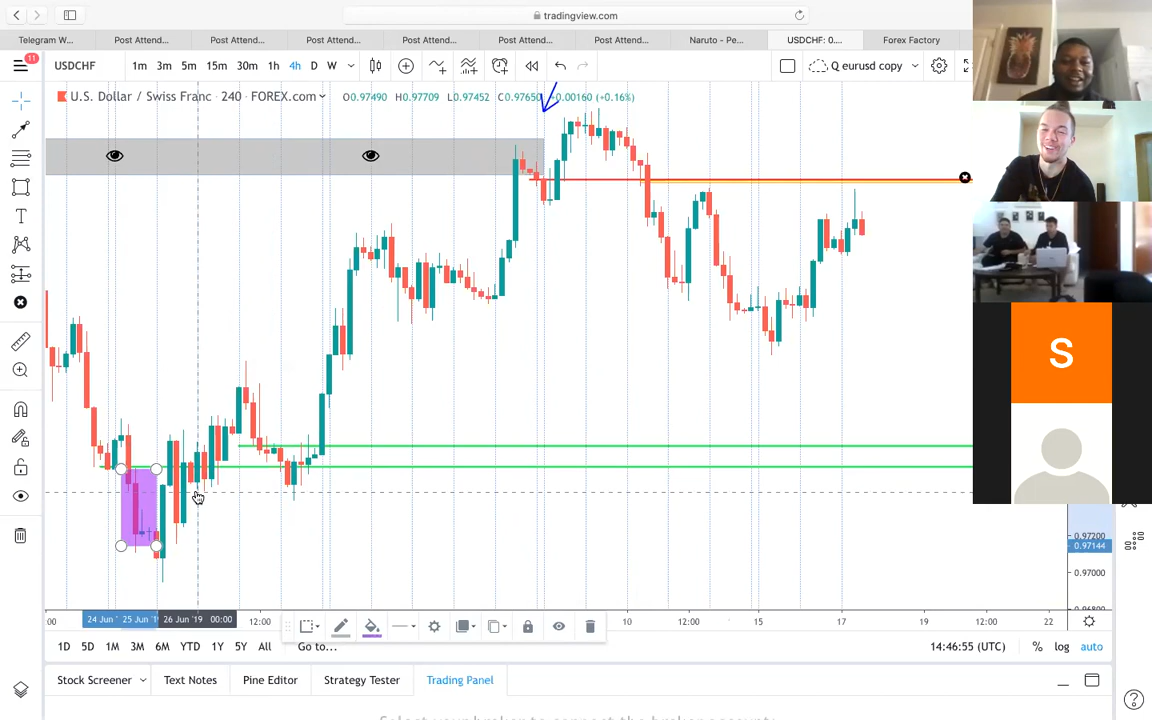 tradingview.com
Telegram W... Post Attend... Post Attend... Post Attend... Post Attend... Post Attend... Post Attend... Naruto - Pe... USDCHF: 0.... Forex Factory
11
USDCHF 1m 3m 5m 15m 30m 1h 4h D W Q eurusd copy
U.S. Dollar / Swiss Franc · 240 · FOREX.com O0.97490 H0.97709 L0.97452 C0.97650 +0.00160 (+0.16%)
S
0.97200
0.97144
0.97000
24 Jun ' 25 Jun '19 26 Jun '19 00:00 12:00 10 12:00 15 17 19 12:00 22
1D 5D 1M 3M 6M YTD 1Y 5Y All Go to... 14:46:55 (UTC) % log auto
Stock Screener Text Notes Pine Editor Strategy Tester Trading Panel